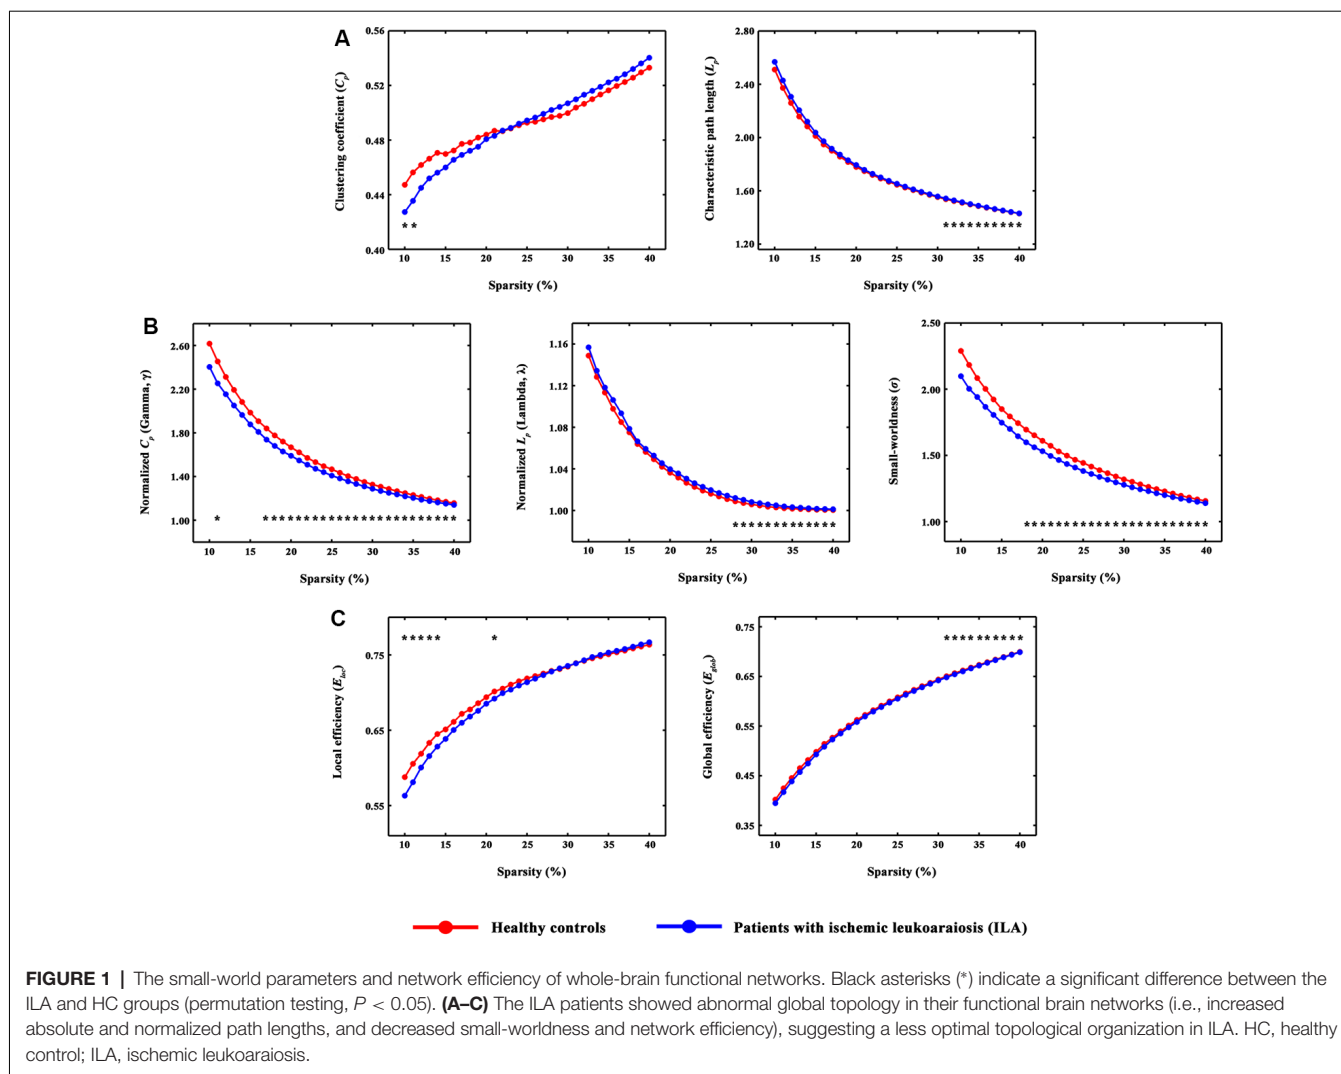 A
0.56
0.52
0.48
0.44
0.40
Clustering coefficient (Cp)
**
10 15 20 25 30 35 40
Sparsity (%)
2.80
2.40
2.00
1.60
1.20
Characteristic path length (Lp)
**********
10 15 20 25 30 35 40
Sparsity (%)
B
2.60
2.20
1.80
1.40
1.00
Normalized Cp (Gamma, γ)
* ************************
10 15 20 25 30 35 40
Sparsity (%)
1.16
1.12
1.08
1.04
1.00
Normalized Lp (Lambda, λ)
*************
10 15 20 25 30 35 40
Sparsity (%)
2.50
2.00
1.50
1.00
Small-worldness (σ)
***********************
10 15 20 25 30 35 40
Sparsity (%)
C
0.75
0.65
0.55
Local efficiency (Eloc)
***** *
10 15 20 25 30 35 40
Sparsity (%)
0.75
0.65
0.55
0.45
0.35
Global efficiency (Eglob)
**********
10 15 20 25 30 35 40
Sparsity (%)
Healthy controls
Patients with ischemic leukoaraiosis (ILA)
FIGURE 1 | The small-world parameters and network efficiency of whole-brain functional networks. Black asterisks (*) indicate a significant difference between the
ILA and HC groups (permutation testing, P < 0.05). (A–C) The ILA patients showed abnormal global topology in their functional brain networks (i.e., increased
absolute and normalized path lengths, and decreased small-worldness and network efficiency), suggesting a less optimal topological organization in ILA. HC, healthy
control; ILA, ischemic leukoaraiosis.